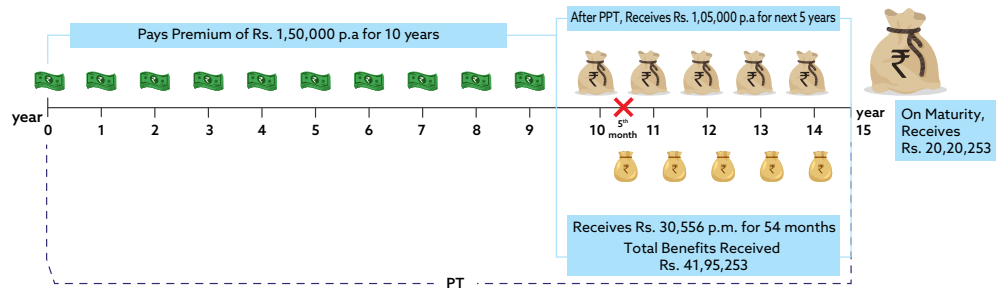 Pays Premium of Rs. 1,50,000 p.a for 10 years
After PPT, Receives Rs. 1,05,000 p.a for next 5 years
year
0 1 2 3 4 5 6 7 8 9 10 11 12 13 14 15
year
5th
month
On Maturity,
Receives
Rs. 20,20,253
Receives Rs. 30,556 p.m. for 54 months
Total Benefits Received
Rs. 41,95,253
PT